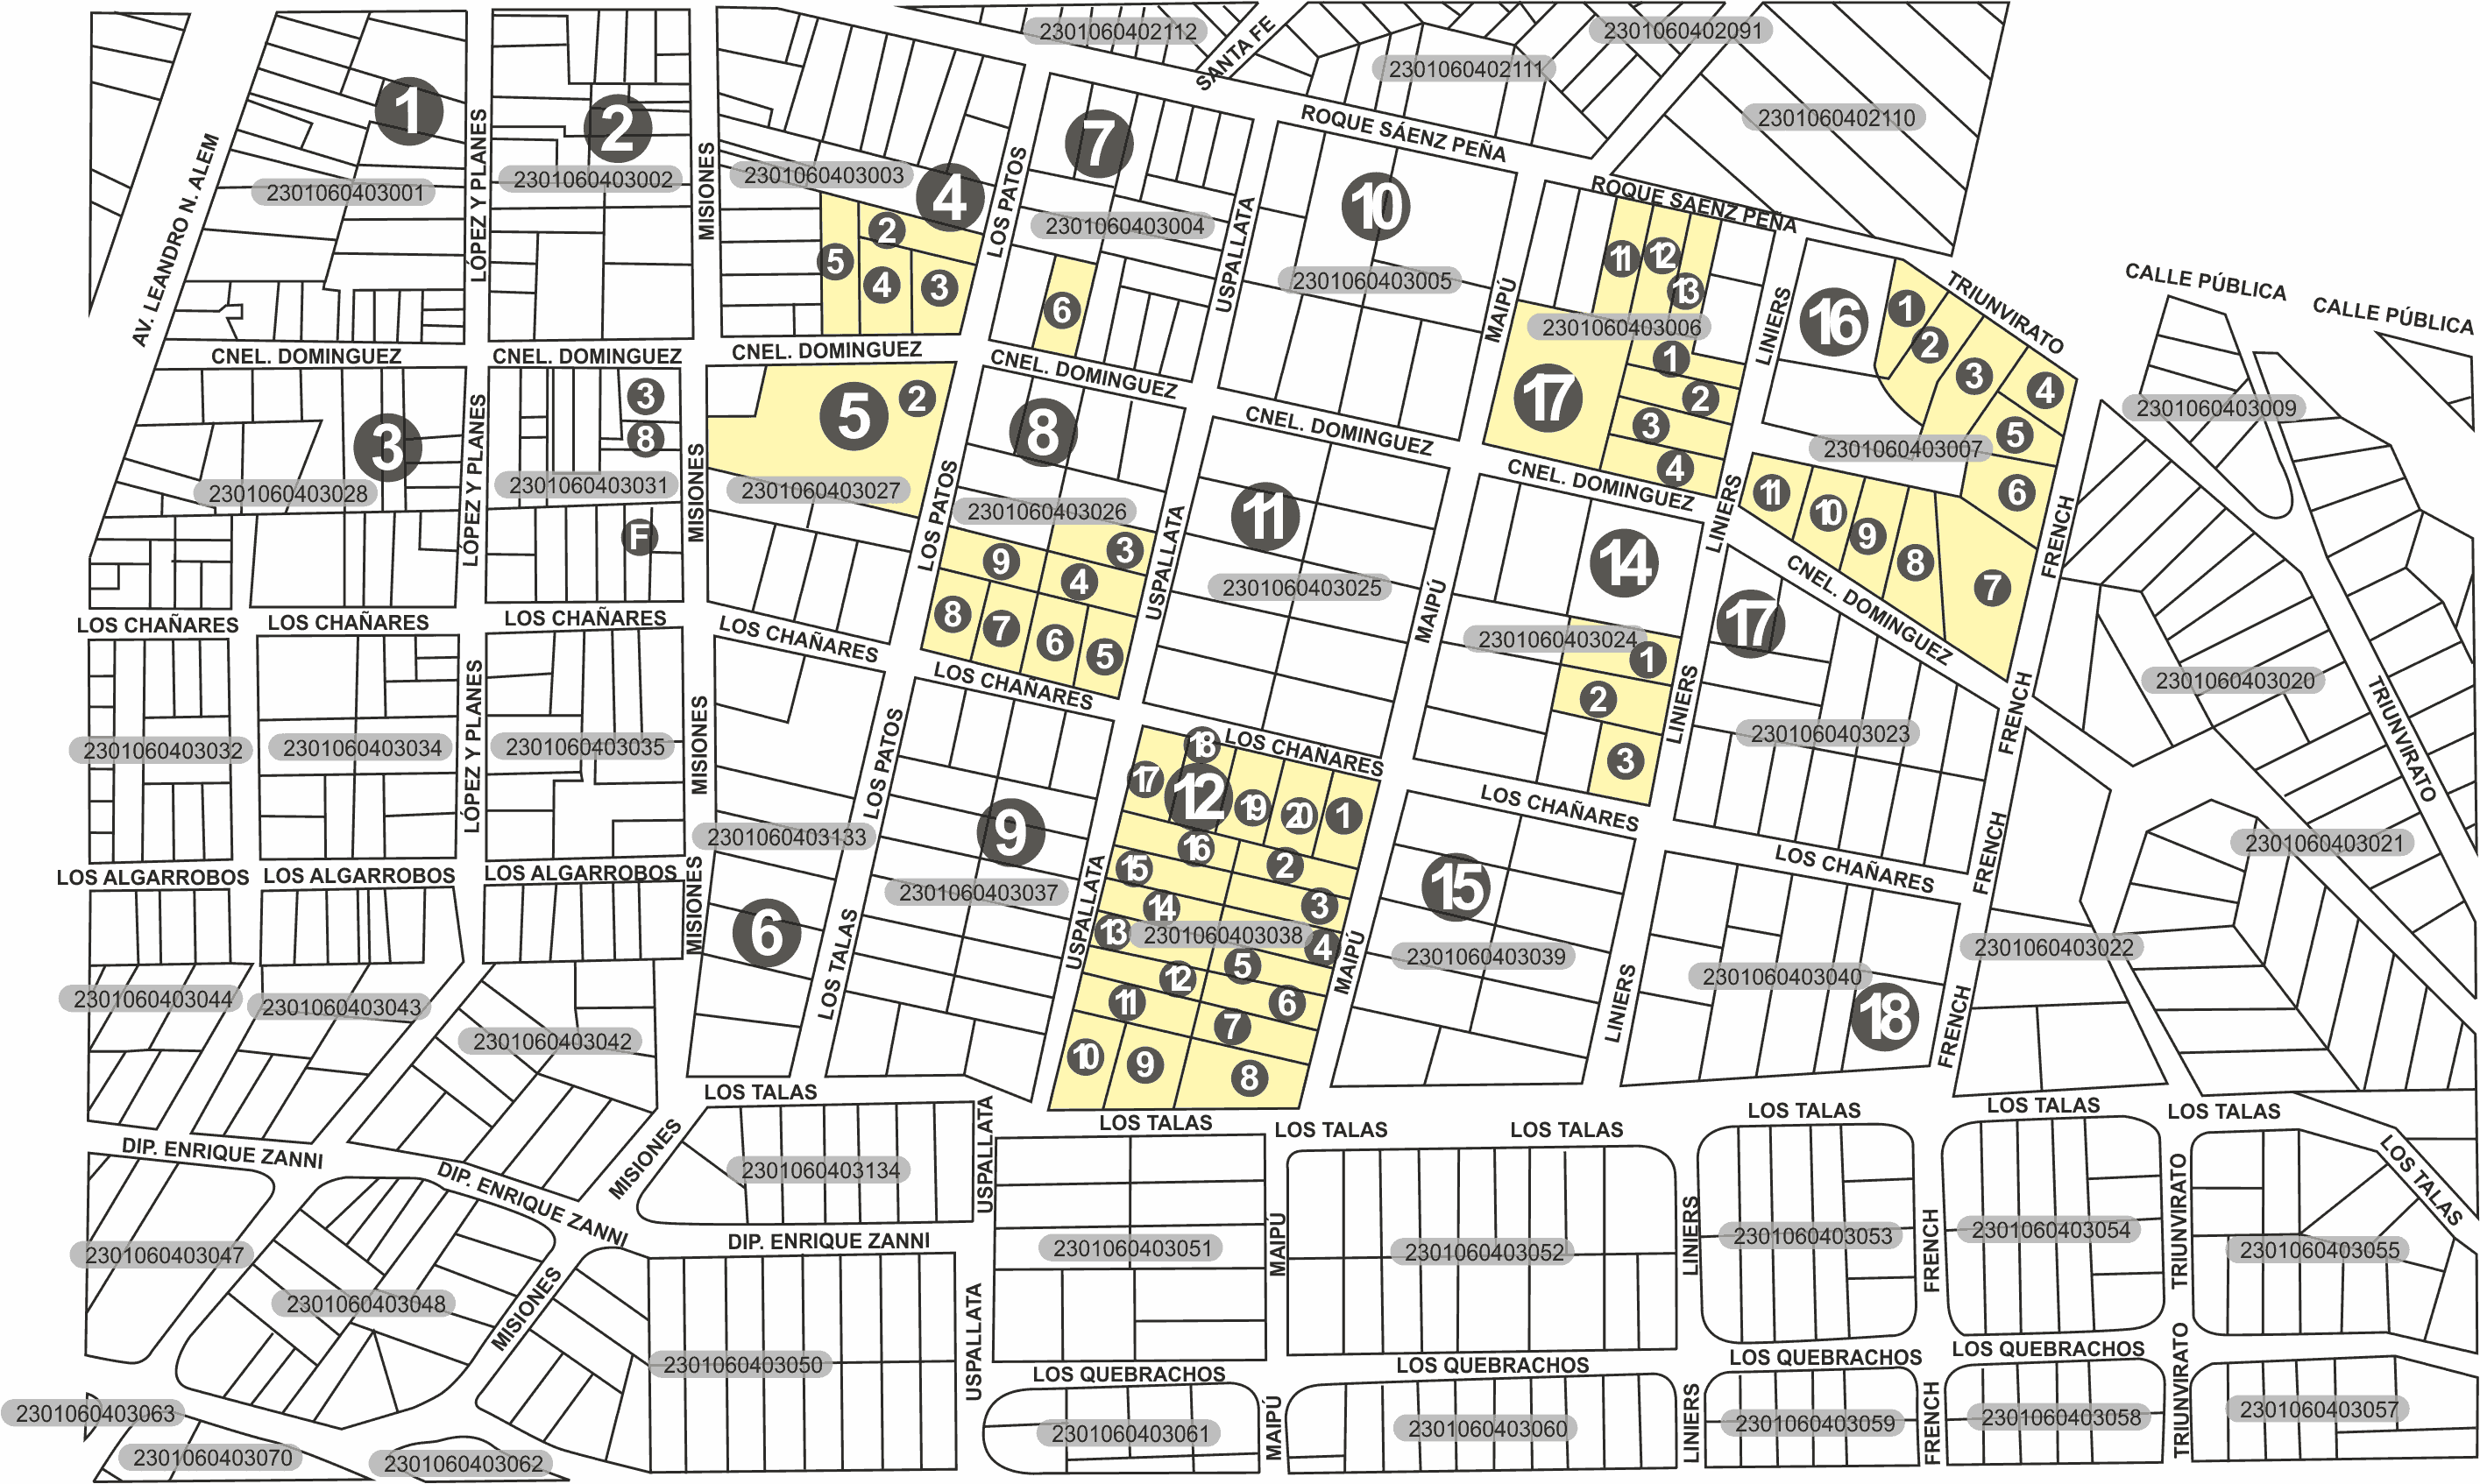 2301060402112
SANTA FE
2301060402091
2301060402111
2301060402110
1
2
7
ROQUE SÁENZ PEÑA
AV. LEANDRO N. ALEM
LÓPEZ Y PLANES
MISIONES
LOS PATOS
USPALLATA
2301060403001
2301060403002
2301060403003
4
2301060403004
10
2301060403005
ROQUE SÁENZ PEÑA
MAIPÚ
LINIERS
2
5
4
3
6
11
12
13
2301060403006
1
2
3
4
17
16
1
2
3
4
5
6
TRIUNVIRATO
CALLE PÚBLICA
CALLE PÚBLICA
2301060403009
2301060403007
CNEL. DOMINGUEZ
CNEL. DOMINGUEZ
CNEL. DOMINGUEZ
CNEL. DOMINGUEZ
CNEL. DOMINGUEZ
CNEL. DOMINGUEZ
CNEL. DOMINGUEZ
3
2301060403028
LÓPEZ Y PLANES
3
8
2301060403031
F
MISIONES
5
2
2301060403027
LOS PATOS
8
2301060403026
3
9
4
8
7
6
5
USPALLATA
11
2301060403025
MAIPÚ
14
2301060403024
1
2
3
LINIERS
LINIERS
11
10
9
8
7
FRENCH
17
2301060403023
FRENCH
2301060403020
TRIUNVIRATO
LOS CHAÑARES
LOS CHAÑARES
LOS CHAÑARES
LOS CHAÑARES
LOS CHAÑARES
LOS CHAÑARES
LOS CHAÑARES
LOS CHAÑARES
2301060403032
2301060403034
LÓPEZ Y PLANES
2301060403035
MISIONES
2301060403133
LOS PATOS
9
2301060403037
USPALLATA
18
17
12
19
20
1
16
2
15
14
3
13
2301060403038
4
5
12
11
6
7
10
9
8
MAIPÚ
15
2301060403039
LINIERS
2301060403040
18
FRENCH
FRENCH
2301060403022
2301060403021
LOS ALGARROBOS
LOS ALGARROBOS
LOS ALGARROBOS
MISIONES
6
LOS TALAS
2301060403044
2301060403043
2301060403042
LOS TALAS
LOS TALAS
LOS TALAS
LOS TALAS
LOS TALAS
LOS TALAS
LOS TALAS
LOS TALAS
DIP. ENRIQUE ZANNI
DIP. ENRIQUE ZANNI
MISIONES
2301060403134
USPALLATA
DIP. ENRIQUE ZANNI
2301060403047
2301060403048
MISIONES
2301060403050
USPALLATA
2301060403051
MAIPÚ
2301060403052
LINIERS
2301060403053
FRENCH
2301060403054
TRIUNVIRATO
2301060403055
LOS QUEBRACHOS
LOS QUEBRACHOS
LOS QUEBRACHOS
LOS QUEBRACHOS
2301060403063
2301060403070
2301060403062
2301060403061
MAIPÚ
2301060403060
LINIERS
2301060403059
FRENCH
2301060403058
TRIUNVIRATO
2301060403057